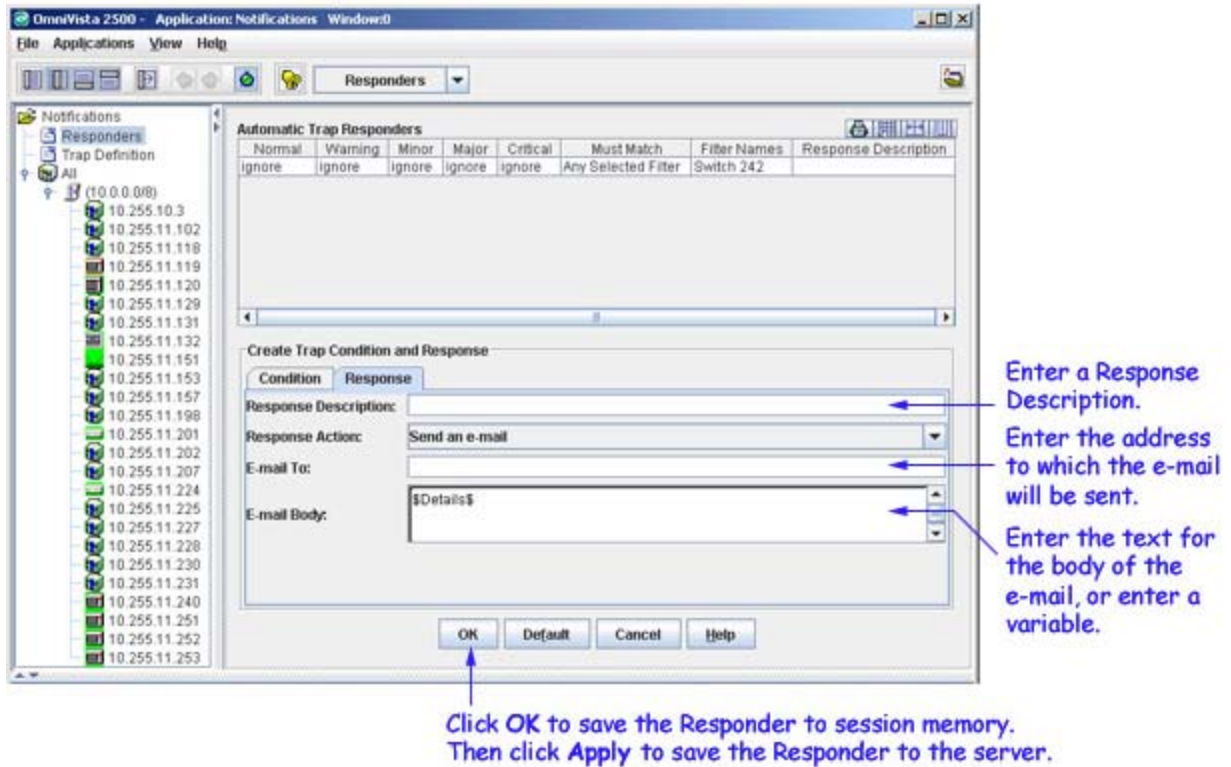 OmniVista 2500 - Application: Notifications Window:0
File Applications View Help
Responders
Notifications
Responders
Trap Definition
All
(10.0.0.0/8)
10.255.10.3
10.255.11.102
10.255.11.118
10.255.11.119
10.255.11.120
10.255.11.129
10.255.11.131
10.255.11.132
10.255.11.151
10.255.11.153
10.255.11.157
10.255.11.198
10.255.11.201
10.255.11.202
10.255.11.207
10.255.11.224
10.255.11.225
10.255.11.227
10.255.11.228
10.255.11.230
10.255.11.231
10.255.11.240
10.255.11.251
10.255.11.252
10.255.11.253
Automatic Trap Responders
Normal Warning Minor Major Critical Must Match Filter Names Response Description
ignore ignore ignore ignore ignore Any Selected Filter Switch 242
Create Trap Condition and Response
Condition Response
Response Description:
Response Action: Send an e-mail
E-mail To:
E-mail Body: $Details$
OK Default Cancel Help
Enter a Response
Description.
Enter the address
to which the e-mail
will be sent.
Enter the text for
the body of the
e-mail, or enter a
variable.
Click OK to save the Responder to session memory.
Then click Apply to save the Responder to the server.